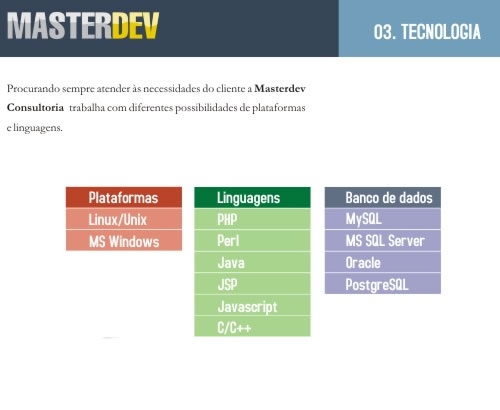 MASTERDEV
03. TECNOLOGIA
Procurando sempre atender às necessidades do cliente a Masterdev
Consultoria trabalha com diferentes possibilidades de plataformas
e linguagens.
Plataformas
Linux/Unix
MS Windows
Linguagens
PHP
Perl
Java
JSP
Javascript
C/C++
Banco de dados
MySQL
MS SQL Server
Oracle
PostgreSQL